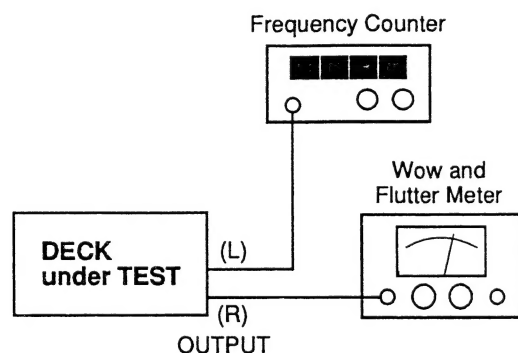 Frequency Counter
Wow and
Flutter Meter
DECK
under TEST
(L)
(R)
OUTPUT